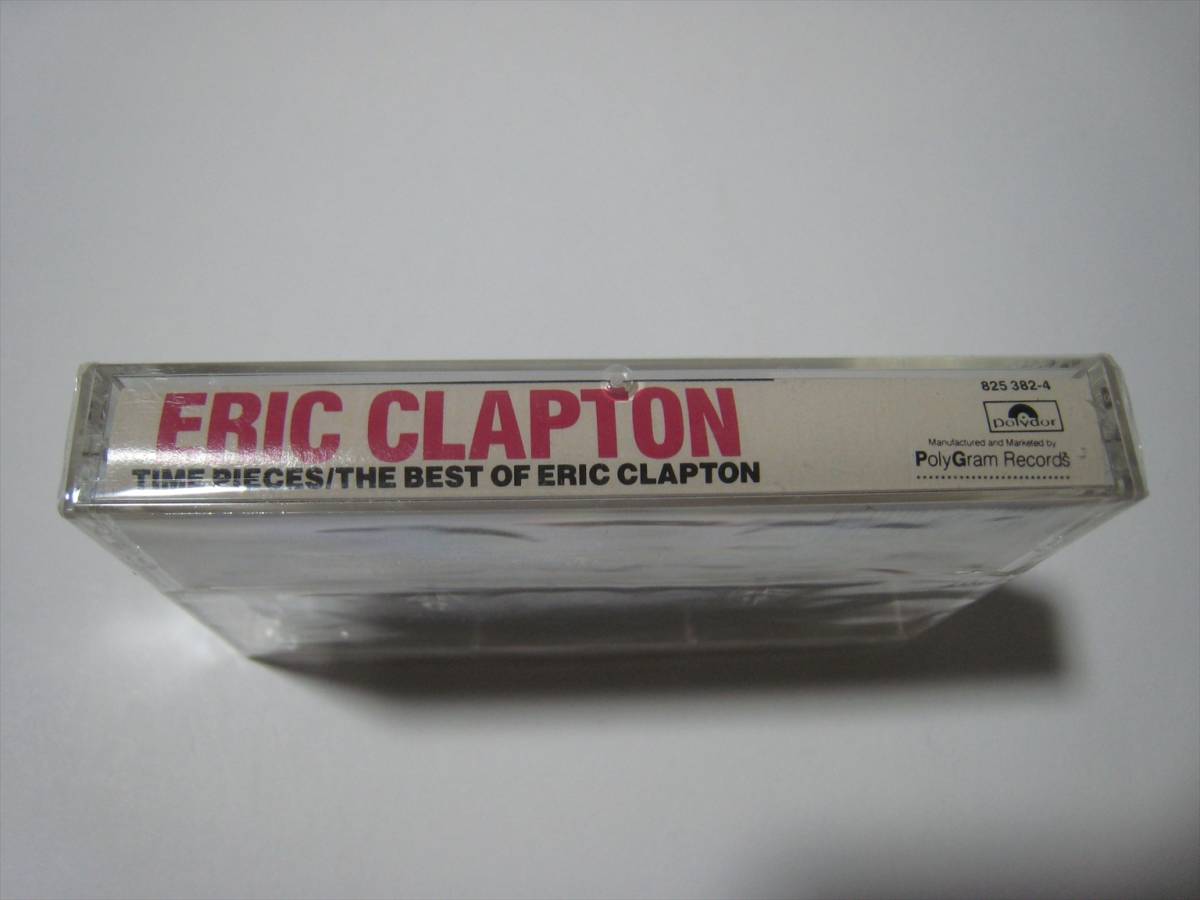 ERIC CLAPTON
TIME PIECES/THE BEST OF ERIC CLAPTON
825 382-4
Polydor
Manufactured and Marketed by
PolyGram Records